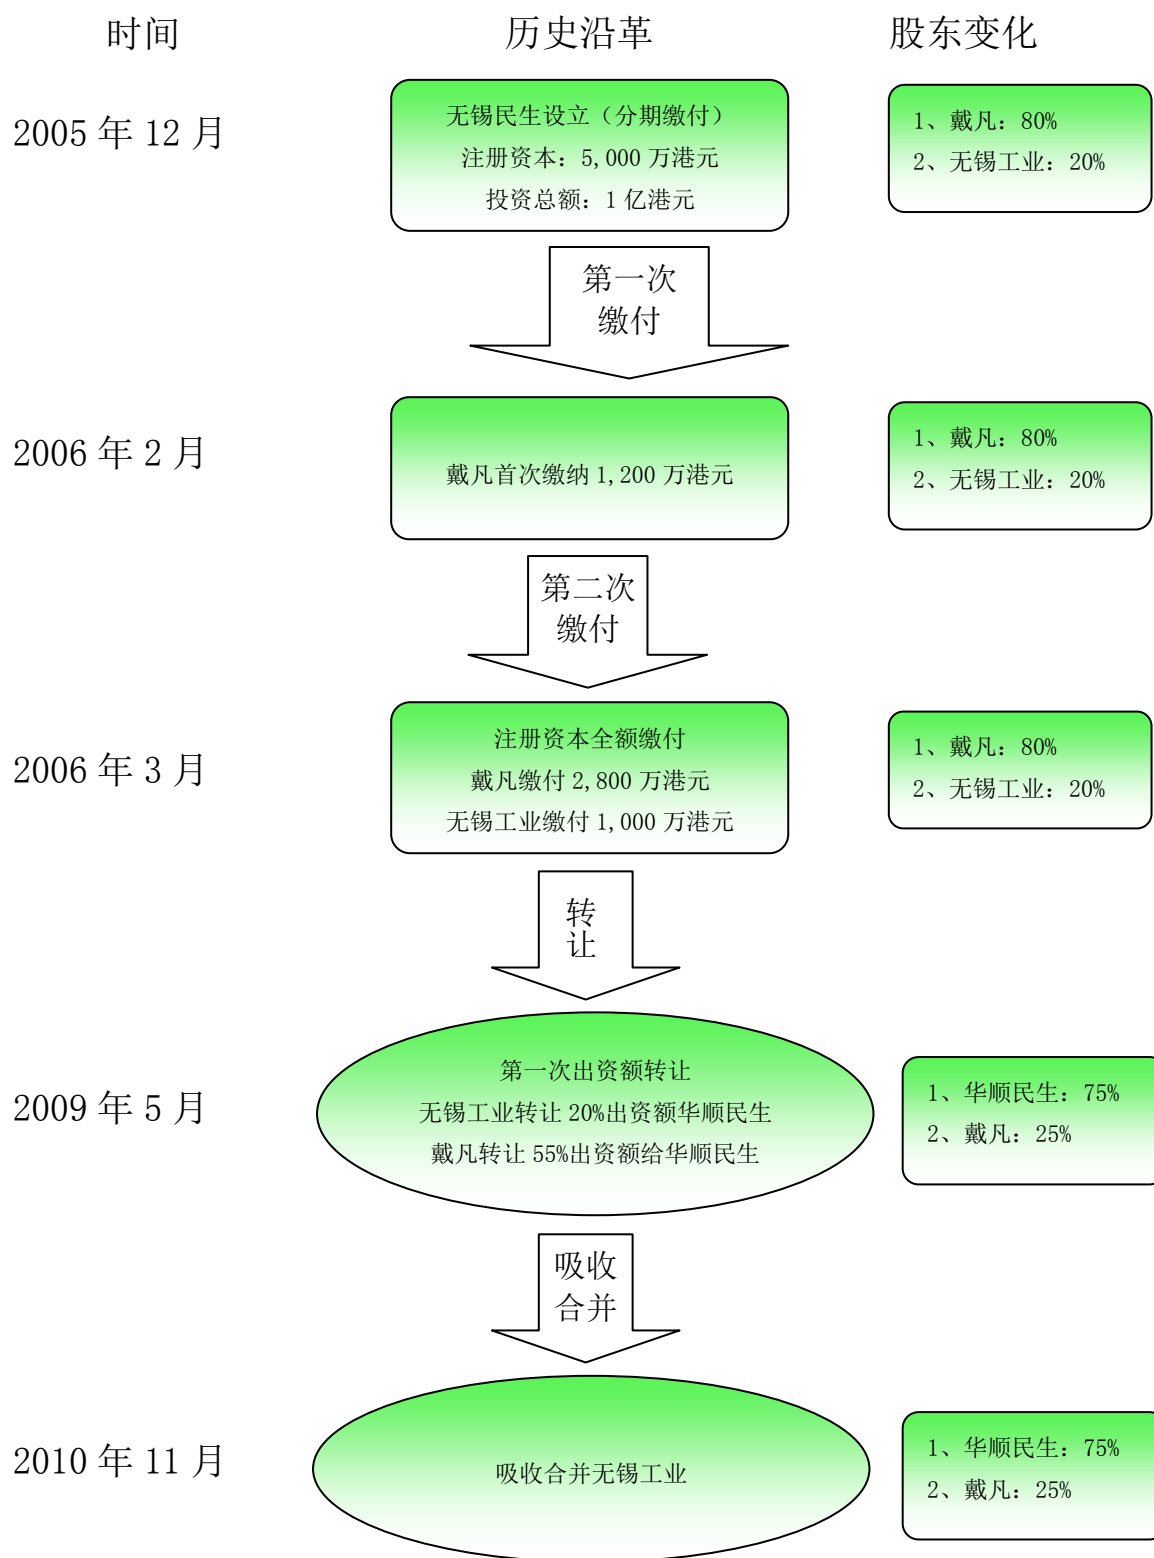 时间 历史沿革 股东变化
2005 年 12 月
无锡民生设立（分期缴付）
注册资本：5,000 万港元
投资总额：1 亿港元
1、戴凡：80%
2、无锡工业：20%
第一次
缴付
2006 年 2 月
戴凡首次缴纳 1,200 万港元
1、戴凡：80%
2、无锡工业：20%
第二次
缴付
2006 年 3 月
注册资本全额缴付
戴凡缴付 2,800 万港元
无锡工业缴付 1,000 万港元
1、戴凡：80%
2、无锡工业：20%
转
让
2009 年 5 月
第一次出资额转让
无锡工业转让 20%出资额华顺民生
戴凡转让 55%出资额给华顺民生
1、华顺民生：75%
2、戴凡：25%
吸收
合并
2010 年 11 月
吸收合并无锡工业
1、华顺民生：75%
2、戴凡：25%